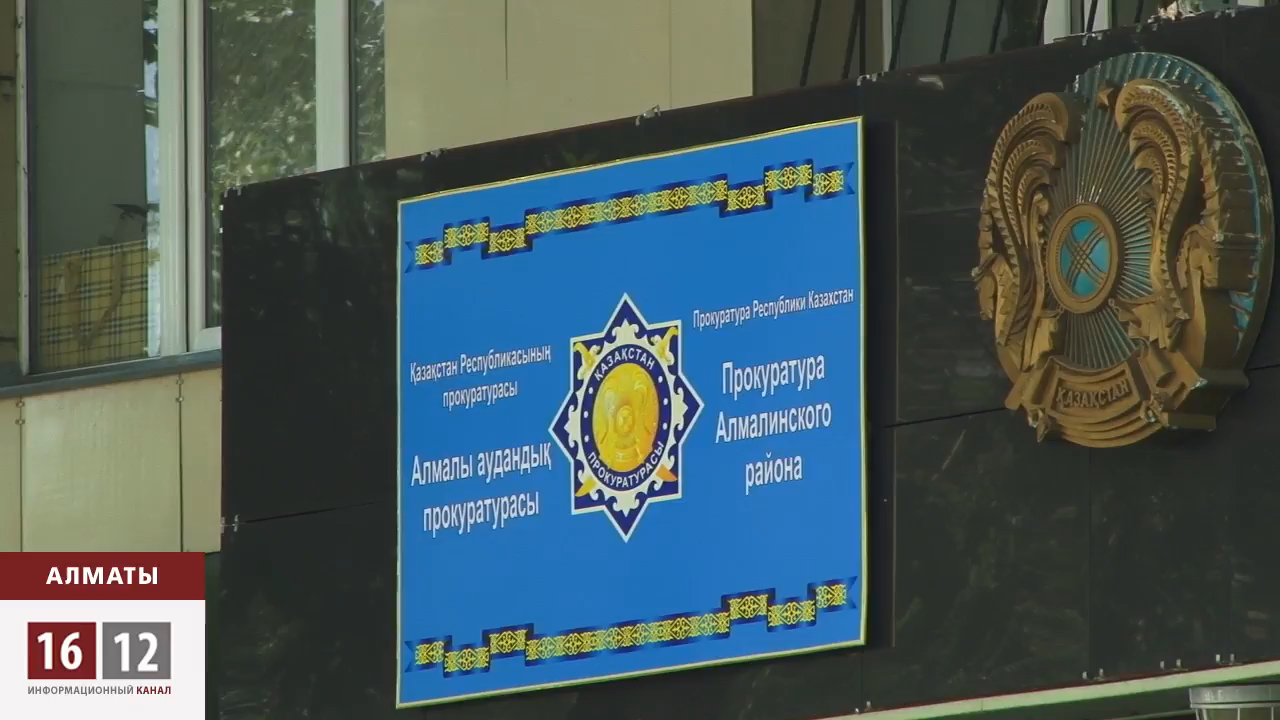 Қазақстан Республикасының
прокуратурасы
Алмалы аудандық
прокуратурасы
ҚАЗАҚСТАН
ПРОКУРАТУРАСЫ
Прокуратура Республики Казахстан
Прокуратура
Алмалинского
района
ҚАЗАҚСТАН
АЛМАТЫ
16 12
ИНФОРМАЦИОННЫЙ КАНАЛ